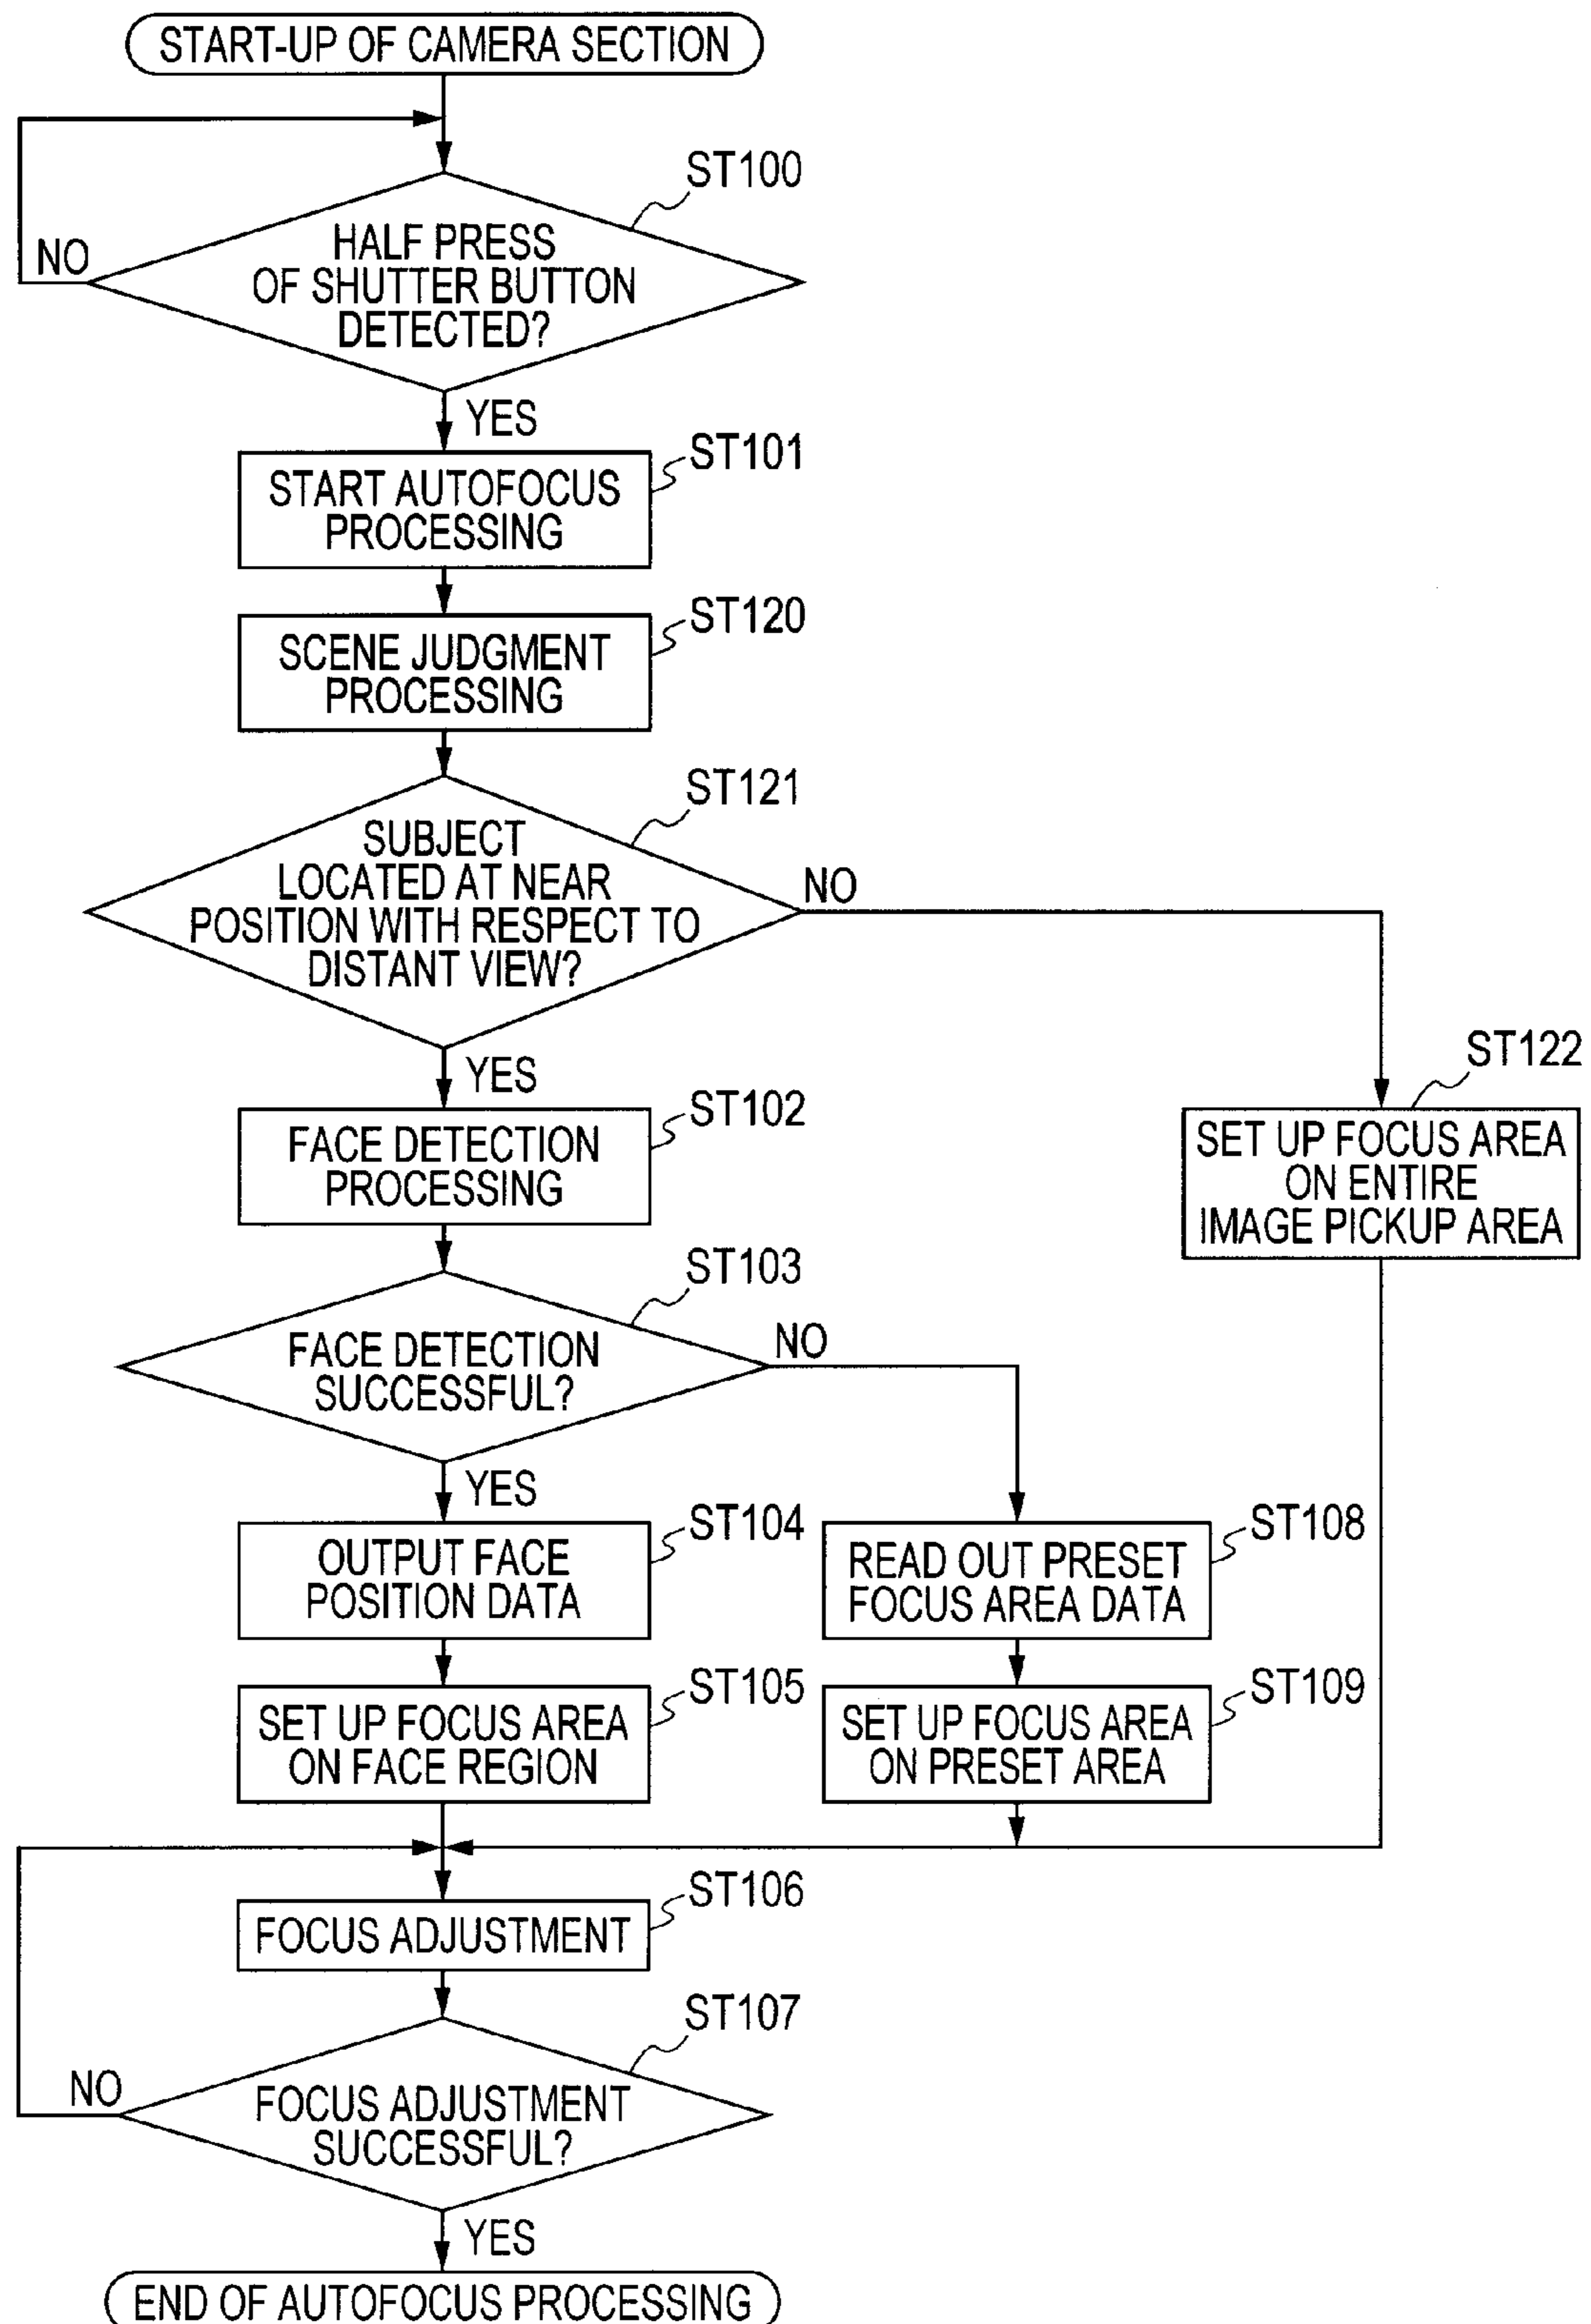 START-UP OF CAMERA SECTION
ST100
HALF PRESS
OF SHUTTER BUTTON
DETECTED?
NO
YES
ST101
START AUTOFOCUS
PROCESSING
ST120
SCENE JUDGMENT
PROCESSING
ST121
SUBJECT
LOCATED AT NEAR
POSITION WITH RESPECT TO
DISTANT VIEW?
NO
YES
ST122
SET UP FOCUS AREA
ON ENTIRE
IMAGE PICKUP AREA
ST102
FACE DETECTION
PROCESSING
ST103
FACE DETECTION
SUCCESSFUL?
NO
YES
ST104
OUTPUT FACE
POSITION DATA
ST108
READ OUT PRESET
FOCUS AREA DATA
ST105
SET UP FOCUS AREA
ON FACE REGION
ST109
SET UP FOCUS AREA
ON PRESET AREA
ST106
FOCUS ADJUSTMENT
ST107
FOCUS ADJUSTMENT
SUCCESSFUL?
NO
YES
END OF AUTOFOCUS PROCESSING